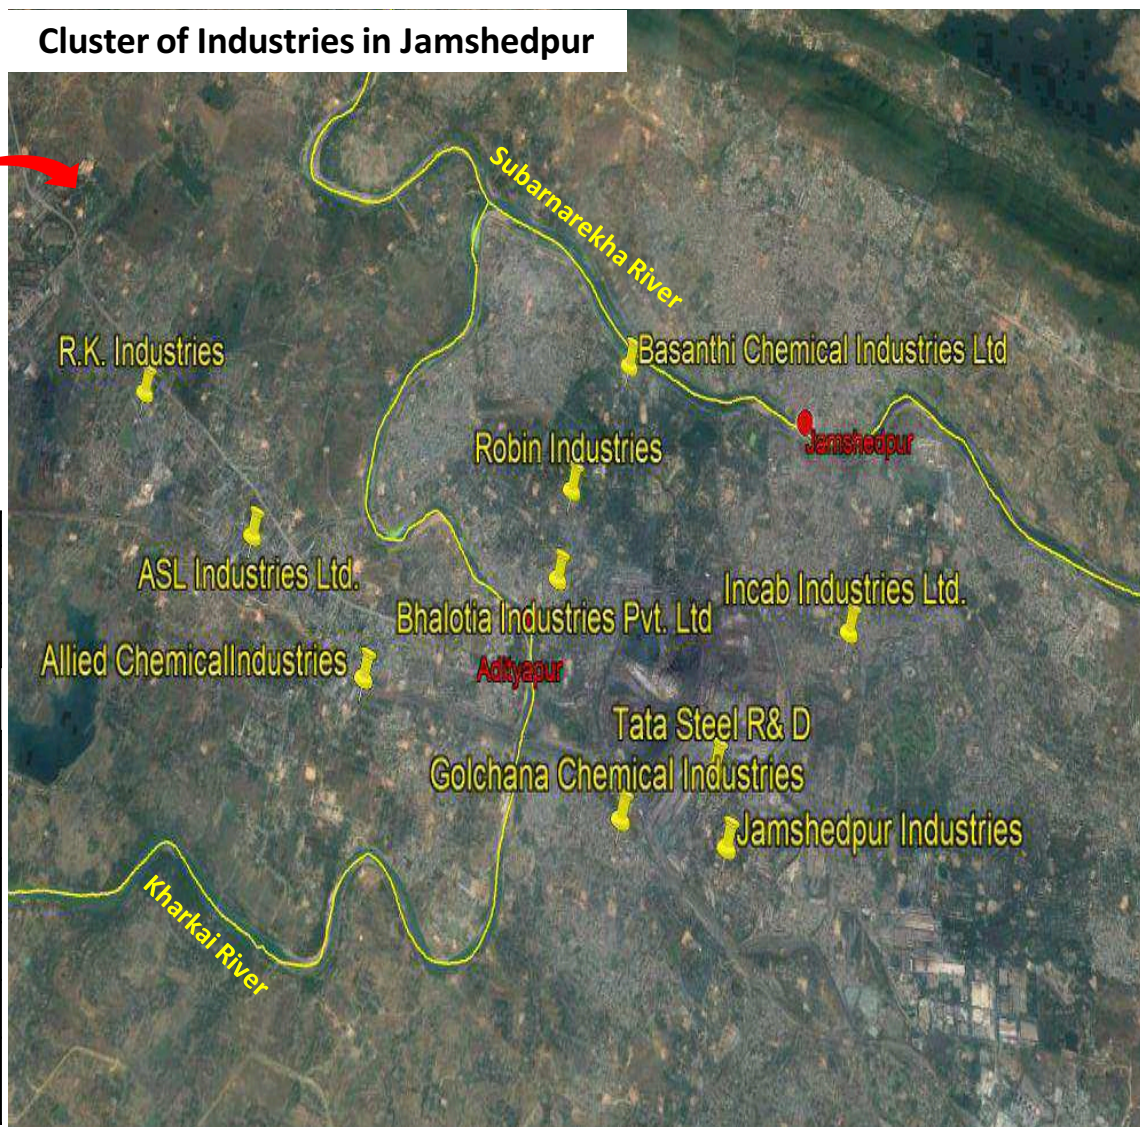 Cluster of Industries in Jamshedpur
Subarnarekha River
R.K. Industries
Basanthi Chemical Industries Ltd
Jamshedpur
Robin Industries
ASL Industries Ltd.
Incab Industries Ltd.
Bhalotia Industries Pvt. Ltd
Allied ChemicalIndustries
Adityapur
Tata Steel R& D
Golchana Chemical Industries
Jamshedpur Industries
Kharkai River